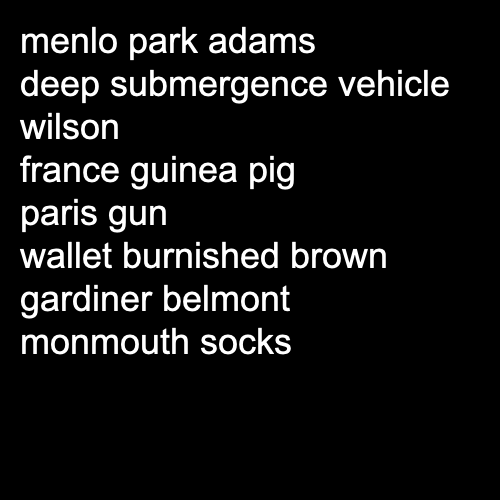 menlo park adams
deep submergence vehicle
wilson
france guinea pig
paris gun
wallet burnished brown
gardiner belmont
monmouth socks